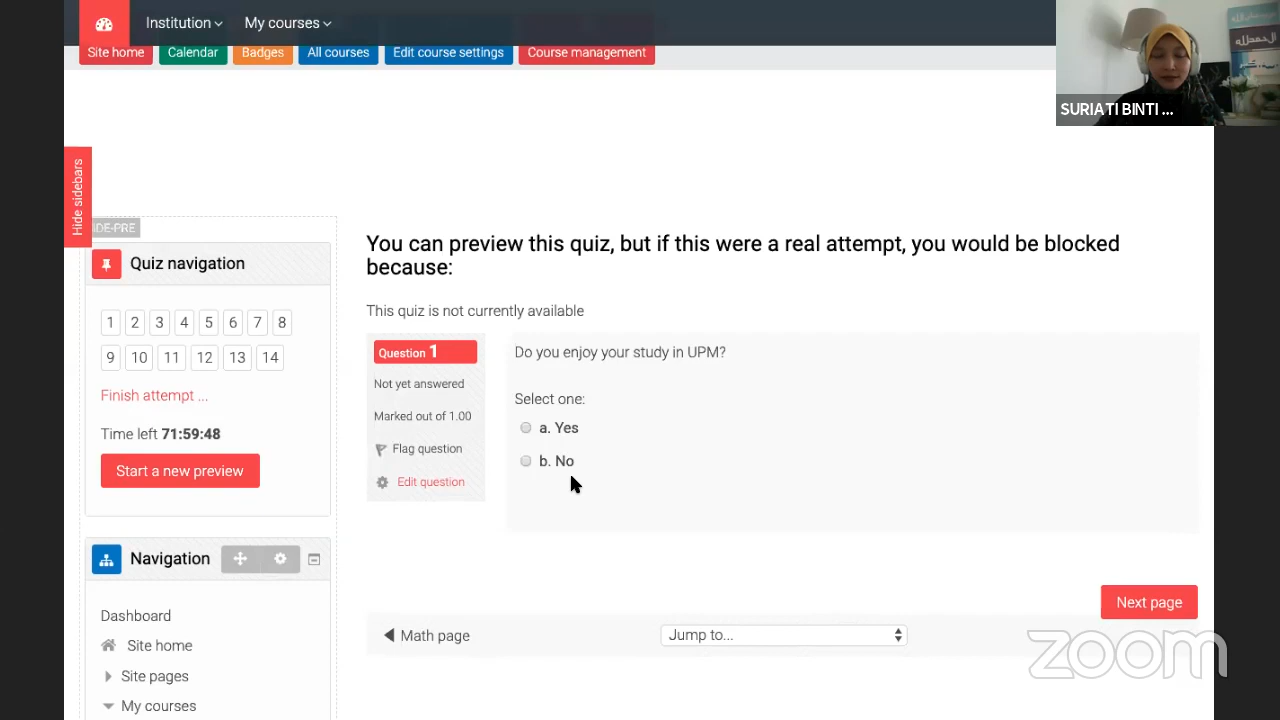 Institution
My courses
Site home
Calendar
Badges
All courses
Edit course settings
Course management
SURIATI BINTI ...
Hide sidebars
IDE-PRE
Quiz navigation
1 2 3 4 5 6 7 8
9 10 11 12 13 14
Finish attempt ...
Time left 71:59:48
Start a new preview
Navigation
Dashboard
Site home
Site pages
My courses
You can preview this quiz, but if this were a real attempt, you would be blocked
because:
This quiz is not currently available
Question 1
Not yet answered
Marked out of 1.00
Flag question
Edit question
Do you enjoy your study in UPM?
Select one:
a. Yes
b. No
Next page
Math page
Jump to...
zoom